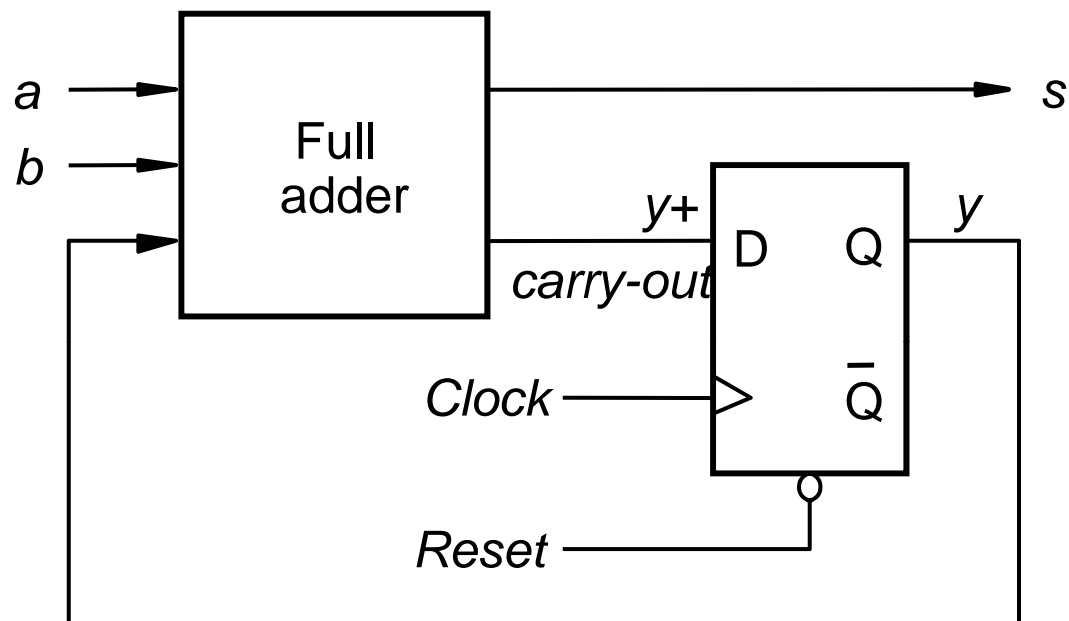 a
b
Full
adder
s
y+
carry-out
D
Q
y
Clock
Q̅
Reset